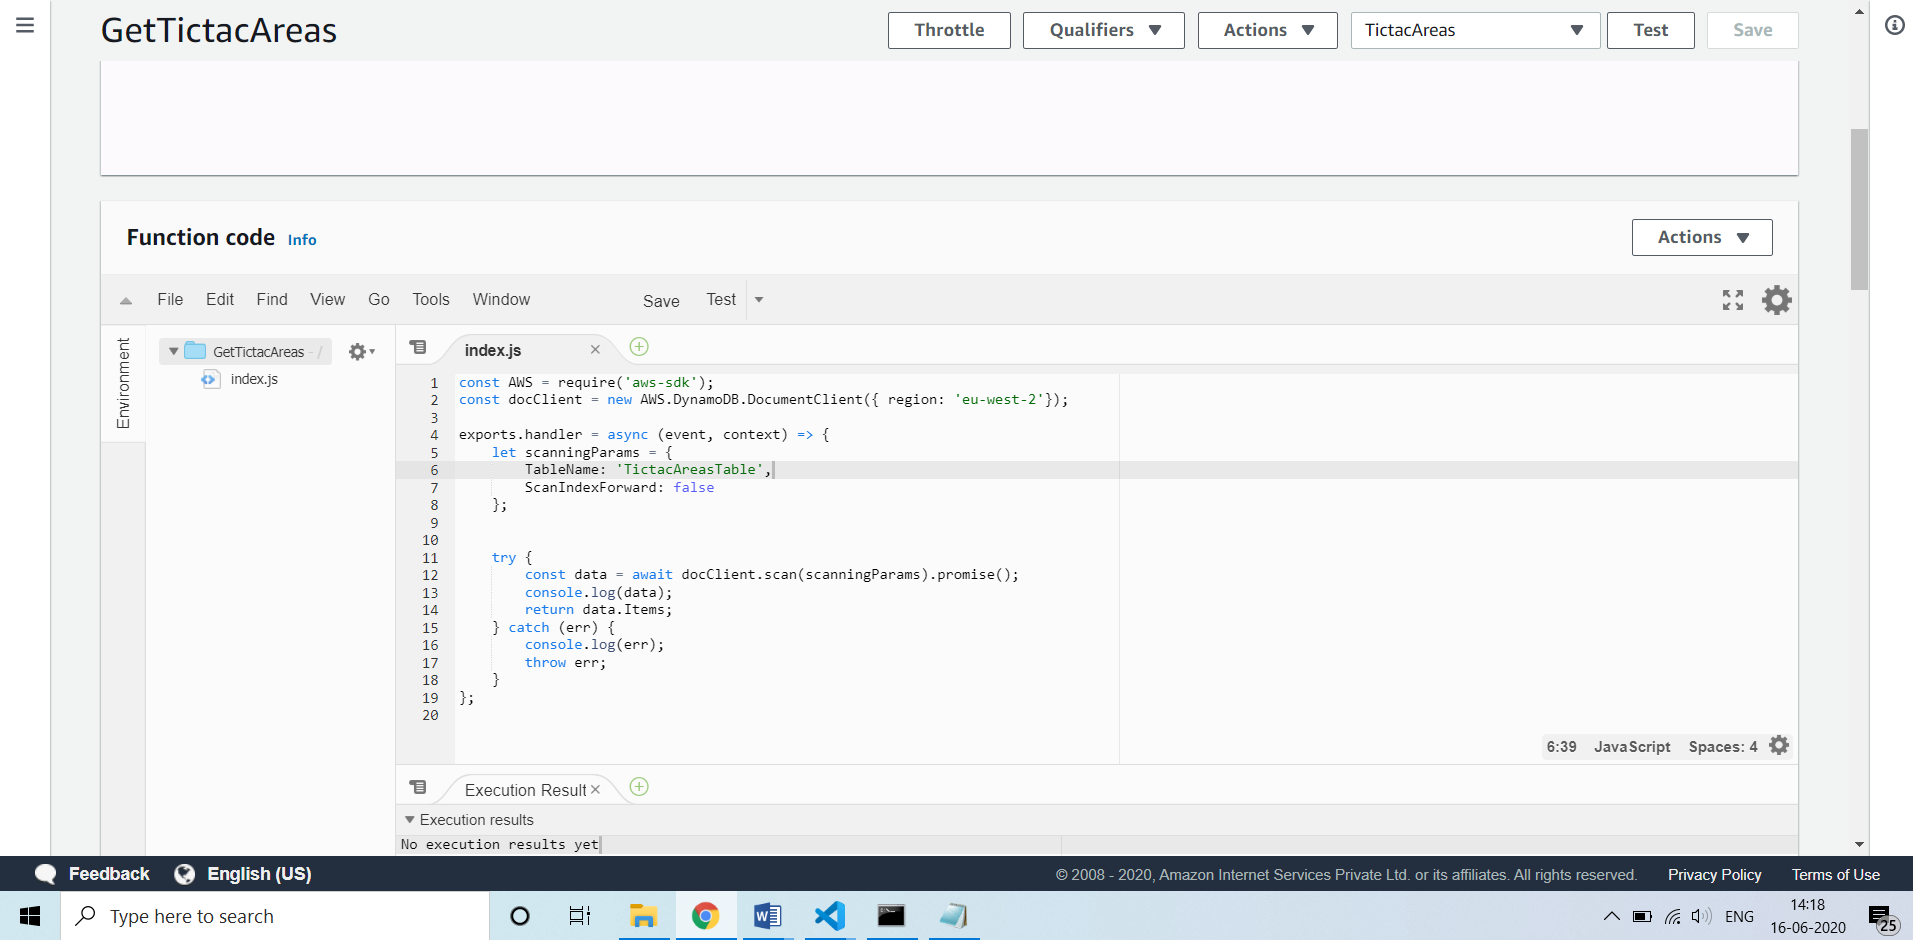 GetTictacAreas
Throttle
Qualifiers
Actions
TictacAreas
Test
Save
Function code Info
Actions
File Edit Find View Go Tools Window Save Test
Environment
GetTictacAreas - /
index.js
index.js
1 const AWS = require('aws-sdk');
2 const docClient = new AWS.DynamoDB.DocumentClient({ region: 'eu-west-2'});
3
4 exports.handler = async (event, context) => {
5     let scanningParams = {
6         TableName: 'TictacAreasTable',
7         ScanIndexForward: false
8     };
9
10
11     try {
12         const data = await docClient.scan(scanningParams).promise();
13         console.log(data);
14         return data.Items;
15     } catch (err) {
16         console.log(err);
17         throw err;
18     }
19 };
20
6:39 JavaScript Spaces: 4
Execution Result
Execution results
No execution results yet
Feedback English (US) © 2008 - 2020, Amazon Internet Services Private Ltd. or its affiliates. All rights reserved. Privacy Policy Terms of Use
Type here to search
ENG
14:18
16-06-2020
25